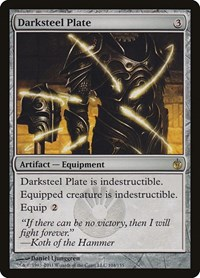 Darksteel Plate 3
Artifact — Equipment
Darksteel Plate is indestructible.
Equipped creature is indestructible.
Equip 2
"If there can be no victory, then I will
fight forever."
—Koth of the Hammer
Daniel Ljunggren